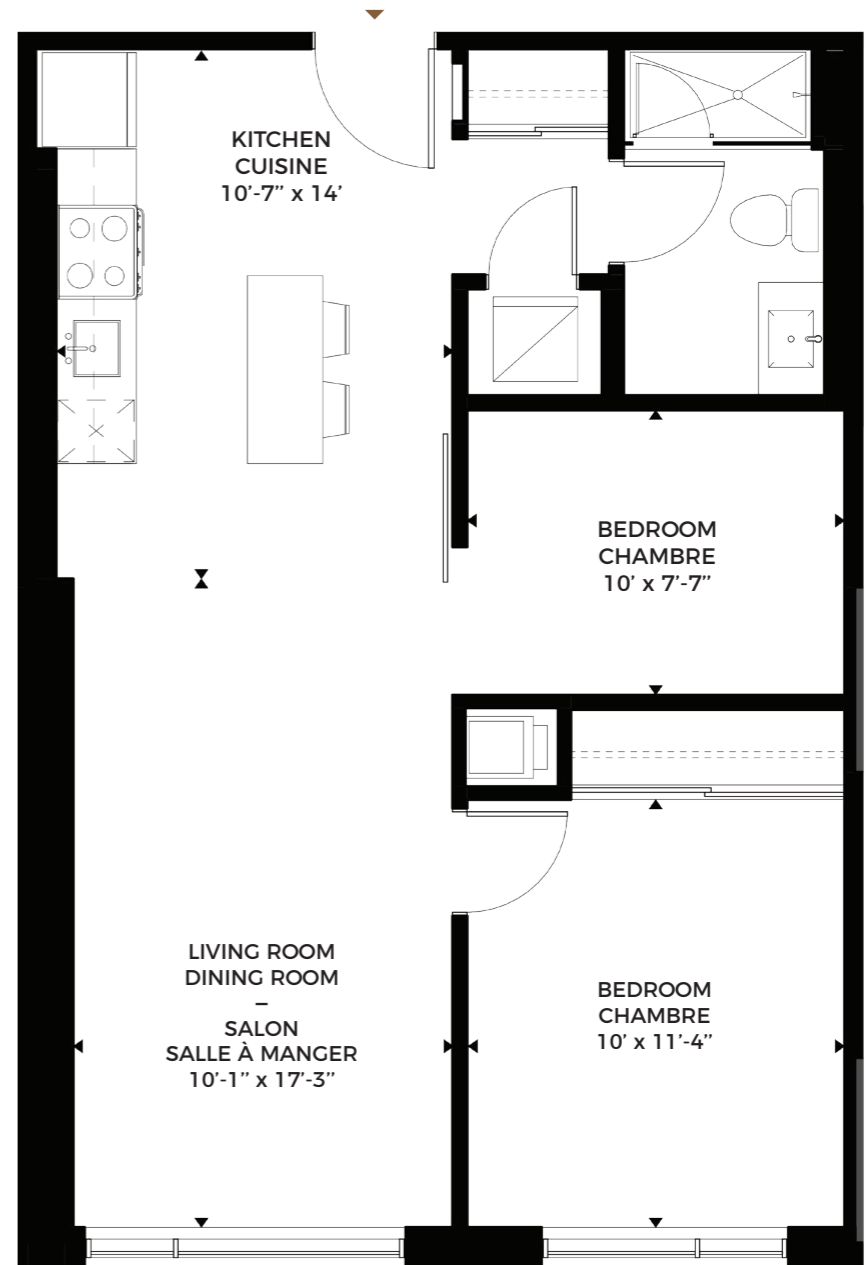 KITCHEN
CUISINE
10’-7” x 14’
BEDROOM
CHAMBRE
10’ x 7’-7”
LIVING ROOM
DINING ROOM
–
SALON
SALLE À MANGER
10’-1” x 17’-3”
BEDROOM
CHAMBRE
10’ x 11’-4”